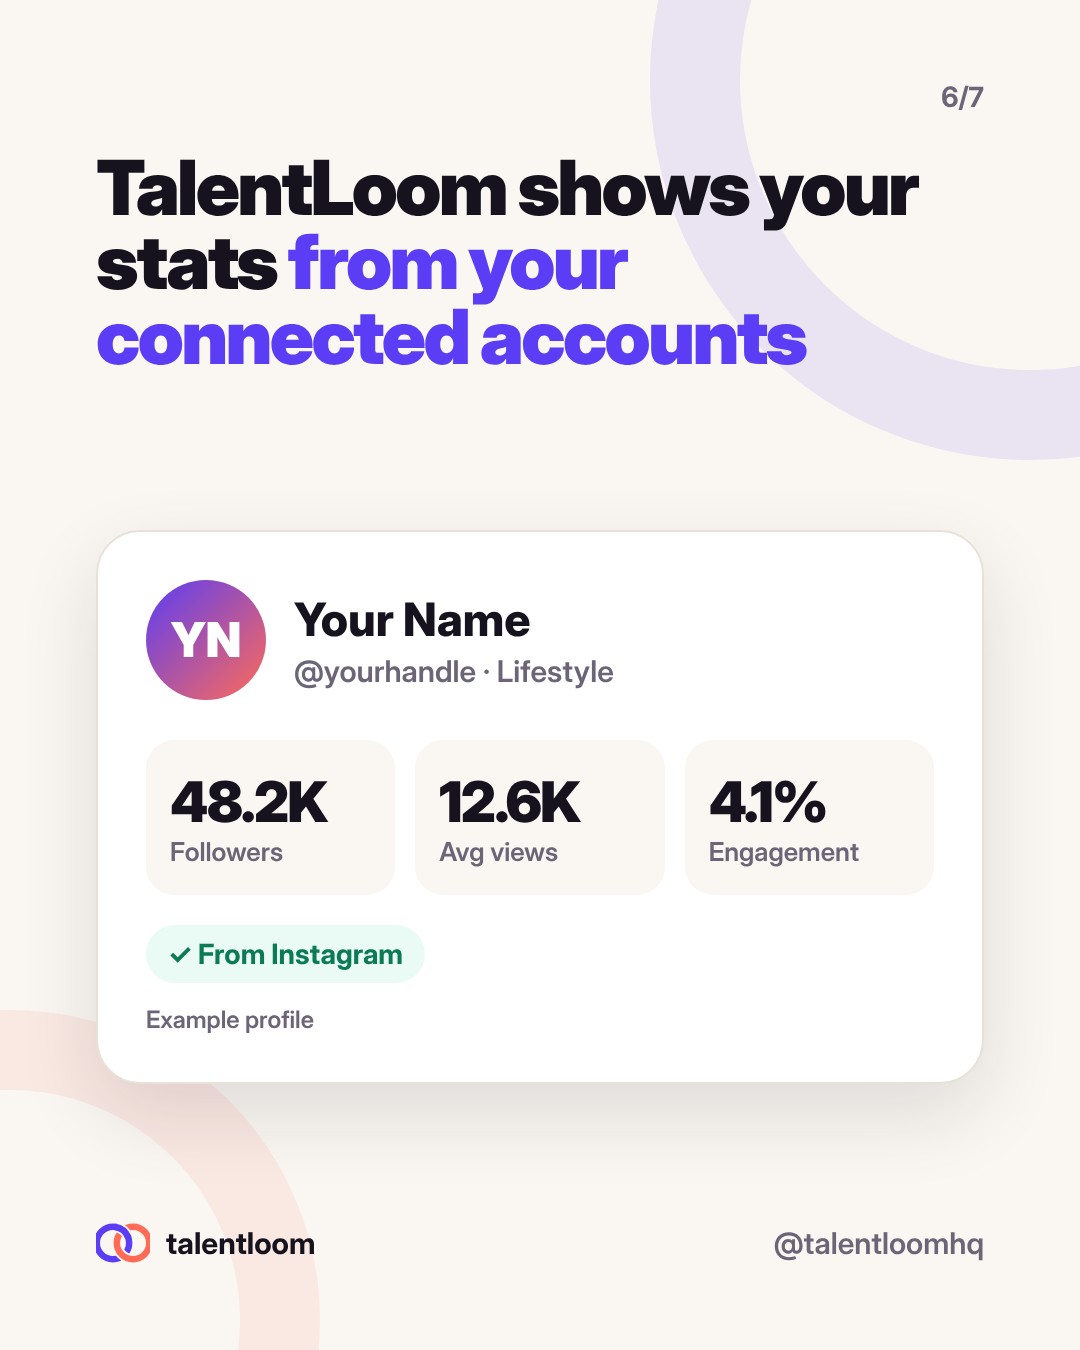 6/7
TalentLoom shows your
stats from your
connected accounts
YN
Your Name
@yourhandle · Lifestyle
48.2K
Followers
12.6K
Avg views
4.1%
Engagement
✓ From Instagram
Example profile
talentloom
@talentloomhq